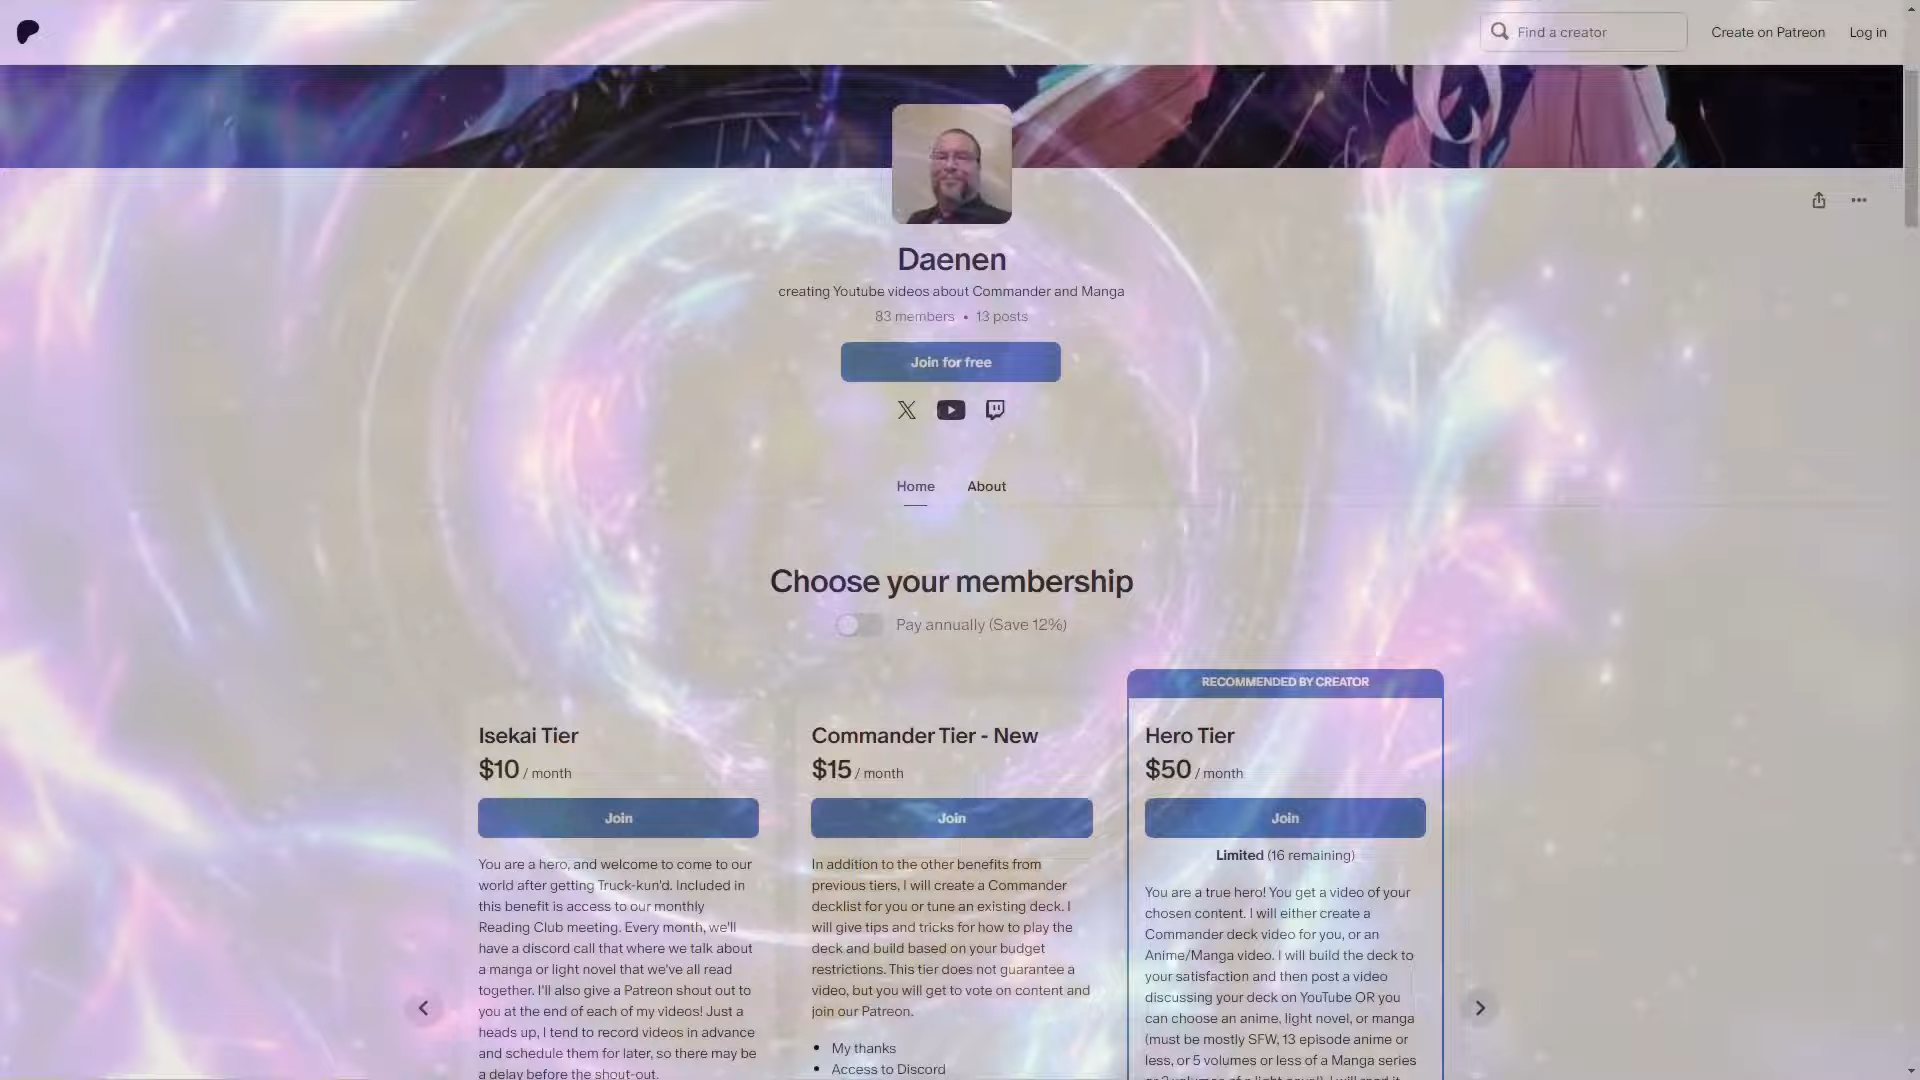 Find a creator
Create on Patreon
Log in
Daenen
creating Youtube videos about Commander and Manga
83 members • 13 posts
Join for free
Home
About
Choose your membership
Pay annually (Save 12%)
RECOMMENDED BY CREATOR
Isekai Tier
$10 / month
Join
You are a hero, and welcome to come to our
world after getting Truck-kun'd. Included in
this benefit is access to our monthly
Reading Club meeting. Every month, we'll
have a discord call that where we talk about
a manga or light novel that we've all read
together. I'll also give a Patreon shout out to
you at the end of each of my videos! Just a
heads up, I tend to record videos in advance
and schedule them for later, so there may be
a delay before the shout-out.
Commander Tier - New
$15 / month
Join
In addition to the other benefits from
previous tiers, I will create a Commander
decklist for you or tune an existing deck. I
will give tips and tricks for how to play the
deck and build based on your budget
restrictions. This tier does not guarantee a
video, but you will get to vote on content and
join our Patreon.
• My thanks
• Access to Discord
Hero Tier
$50 / month
Join
Limited (16 remaining)
You are a true hero! You get a video of your
chosen content. I will either create a
Commander deck video for you, or an
Anime/Manga video. I will build the deck to
your satisfaction and then post a video
discussing your deck on YouTube OR you
can choose an anime, light novel, or manga
(must be mostly SFW, 13 episode anime or
less, or 5 volumes or less of a Manga series